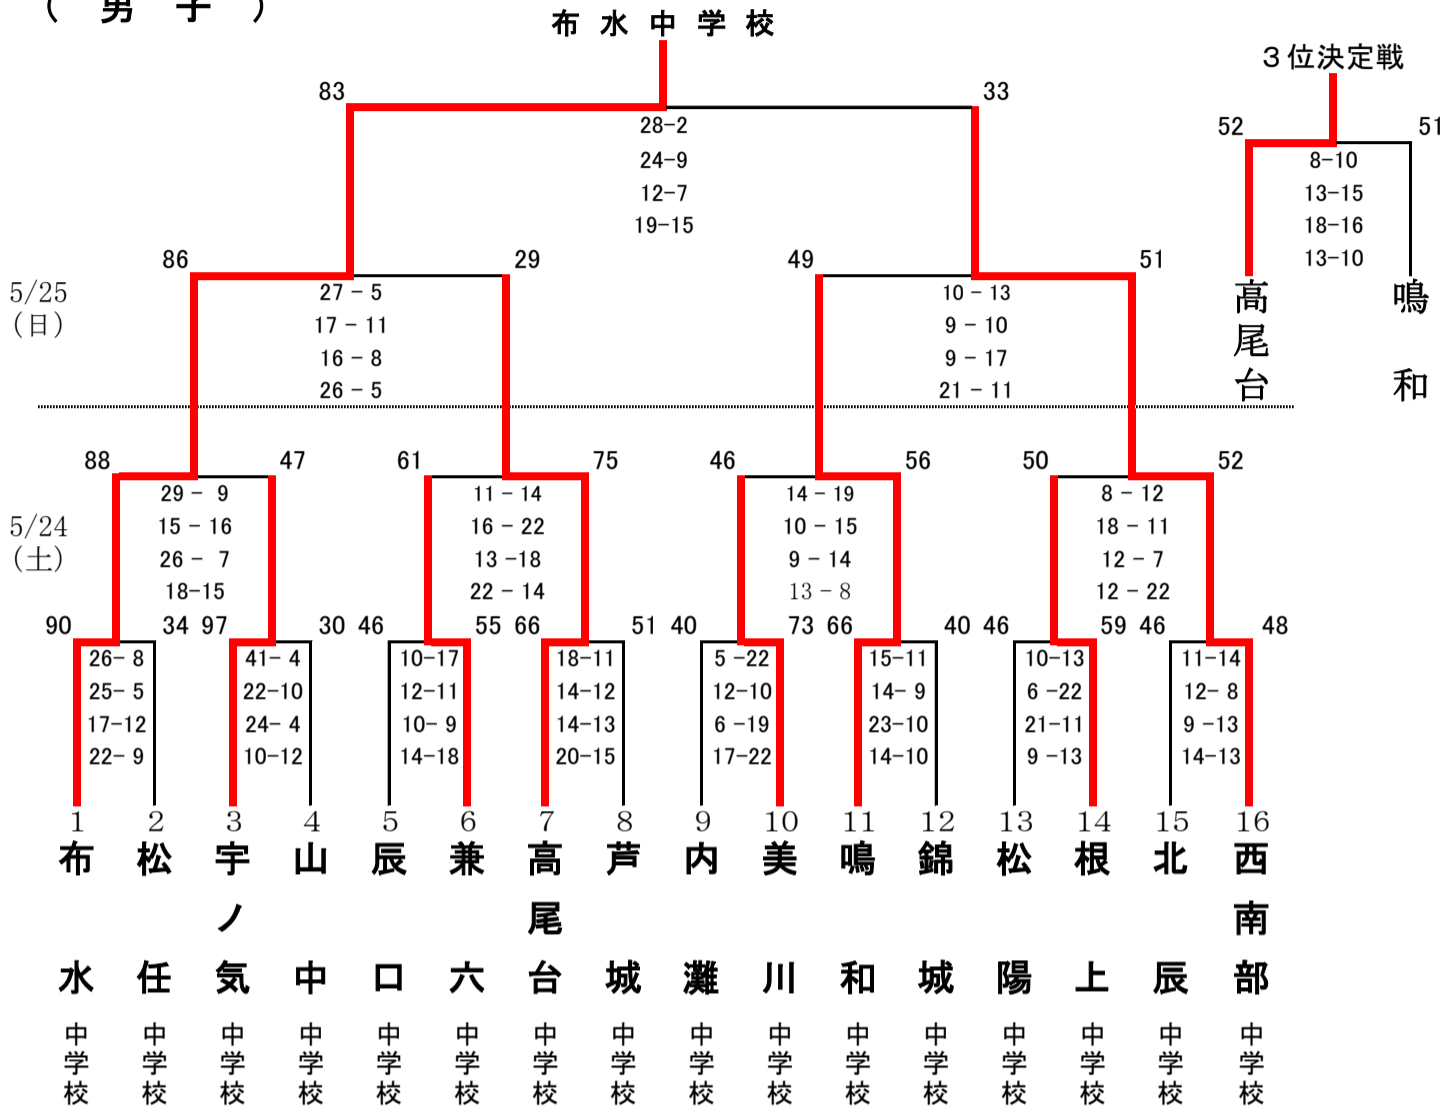 （ 男 子 ）
布 水 中 学 校
３位決定戦
83
33
52
51
28-2
24-9
12-7
19-15
8-10
13-15
18-16
13-10
高尾台
鳴和
5/25
（日）
86
29
49
51
27 - 5
17 - 11
16 - 8
26 - 5
10 - 13
9 - 10
9 - 17
21 - 11
5/24
（土）
88
47
61
75
46
56
50
52
29 - 9
15 - 16
26 - 7
18-15
11 - 14
16 - 22
13 -18
22 - 14
14 - 19
10 - 15
9 - 14
13 - 8
8 - 12
18 - 11
12 - 7
12 - 22
90
34
97
30
46
55
66
51
40
73
66
40
46
59
46
48
26- 8
25- 5
17-12
22- 9
41- 4
22-10
24- 4
10-12
10-17
12-11
10- 9
14-18
18-11
14-12
14-13
20-15
5 -22
12-10
6 -19
17-22
15-11
14- 9
23-10
14-10
10-13
6 -22
21-11
9 -13
11-14
12- 8
9 -13
14-13
1
布水
中学校
2
松任
中学校
3
宇ノ気
中学校
4
山中
中学校
5
辰口
中学校
6
兼六
中学校
7
高尾台
中学校
8
芦城
中学校
9
内灘
中学校
10
美川
中学校
11
鳴和
中学校
12
錦城
中学校
13
松陽
中学校
14
根上
中学校
15
北辰
中学校
16
西南部
中学校